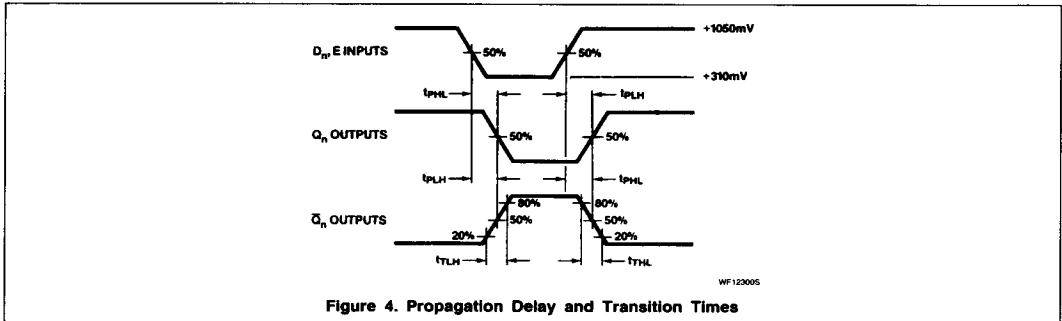 +1050mV
Dn, E INPUTS
50%
50%
+310mV
tPHL
tPLH
Qn OUTPUTS
50%
50%
tPLH
tPHL
80%
80%
Q̅n OUTPUTS
50%
50%
20%
20%
tTLH
tTHL
WF12300S
Figure 4. Propagation Delay and Transition Times